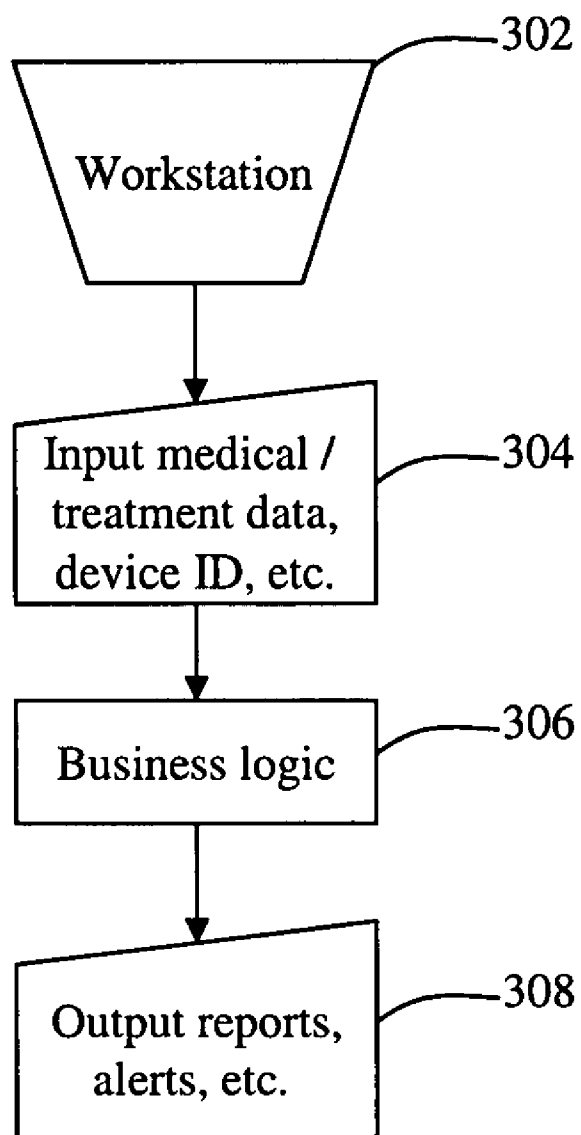 302
Workstation
Input medical /
treatment data,
device ID, etc.
304
Business logic
306
Output reports,
alerts, etc.
308